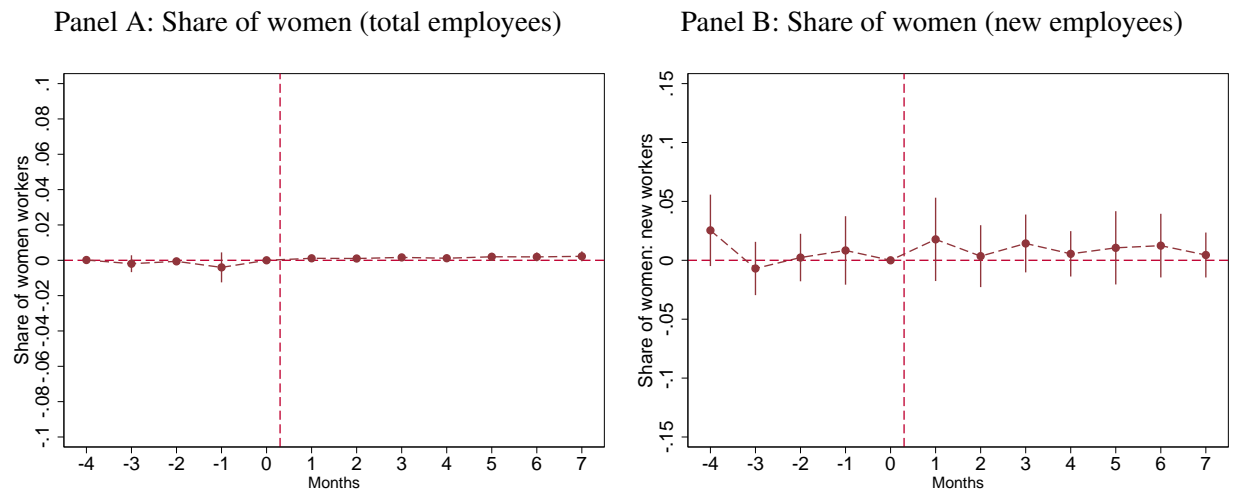 Panel A: Share of women (total employees)
Share of women workers
.1
.08
.06
.04
.02
0
-.02
-.04
-.06
-.08
-.1
-4 -3 -2 -1 0 1 2 3 4 5 6 7
Months
Panel B: Share of women (new employees)
Share of women: new workers
.15
.1
.05
0
-.05
-.1
-.15
-4 -3 -2 -1 0 1 2 3 4 5 6 7
Months